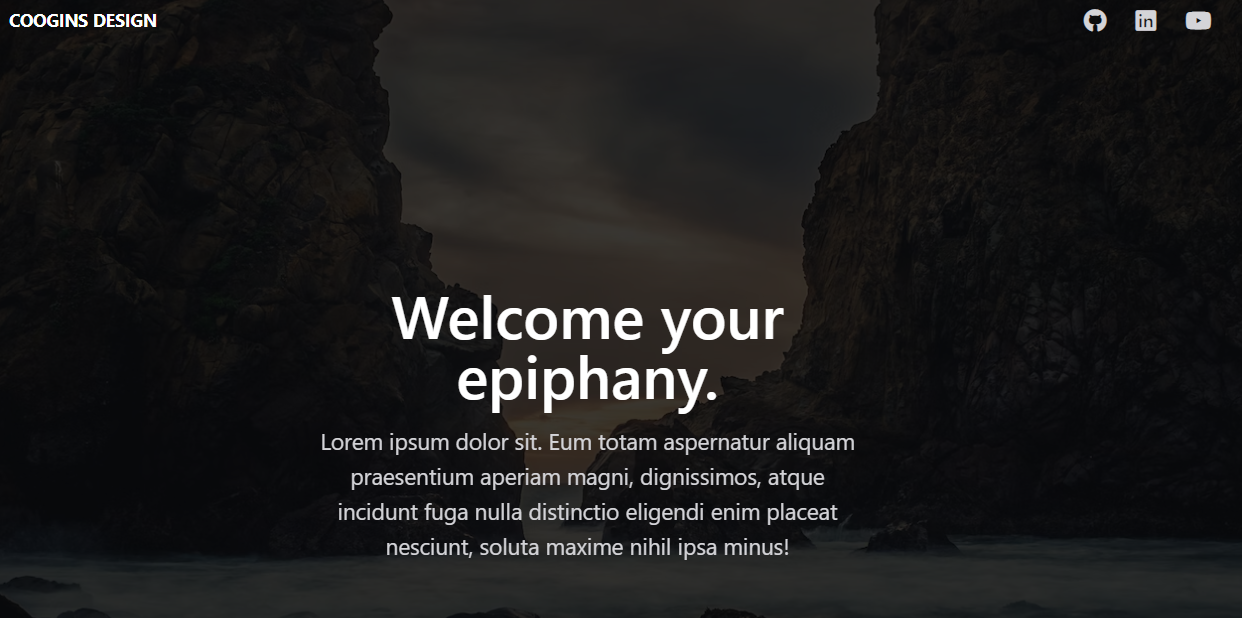 COOGINS DESIGN
Welcome your
epiphany.
Lorem ipsum dolor sit. Eum totam aspernatur aliquam
praesentium aperiam magni, dignissimos, atque
incidunt fuga nulla distinctio eligendi enim placeat
nesciunt, soluta maxime nihil ipsa minus!